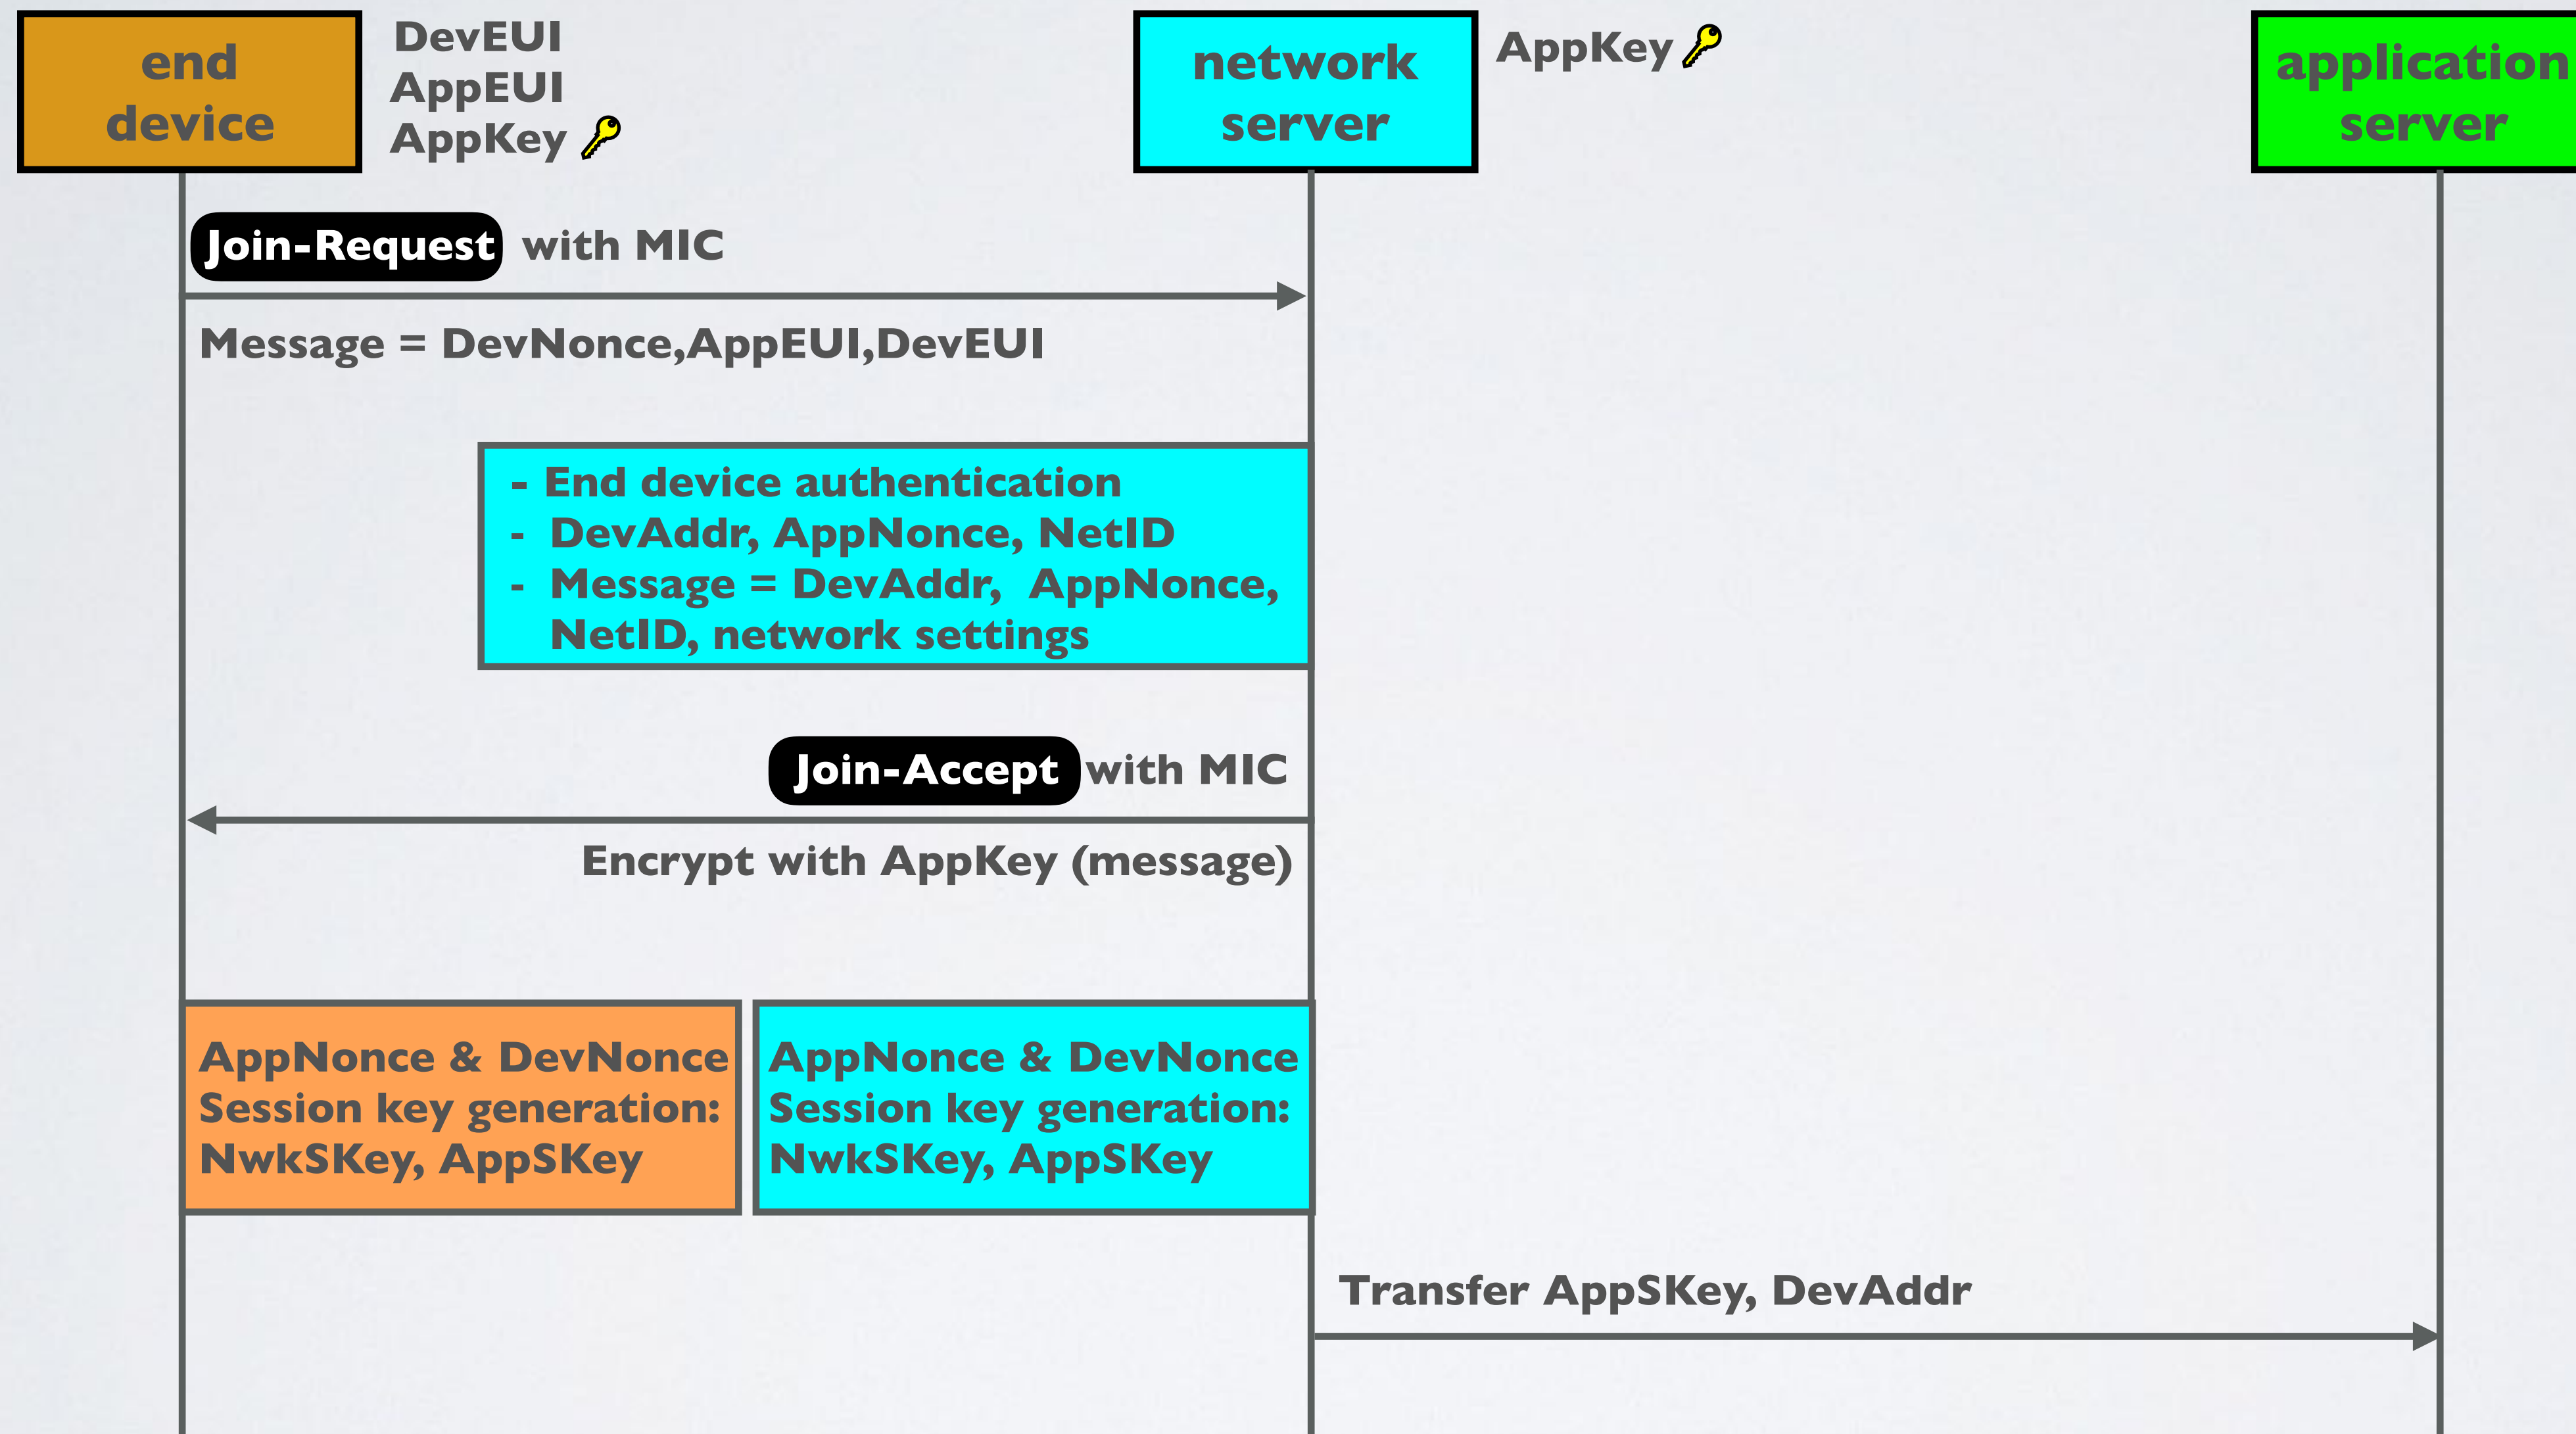 end
device
DevEUI
AppEUI
AppKey
network
server
AppKey
application
server
Join-Request with MIC
Message = DevNonce,AppEUI,DevEUI
- End device authentication
- DevAddr, AppNonce, NetID
- Message = DevAddr, AppNonce,
NetID, network settings
Join-Accept with MIC
Encrypt with AppKey (message)
AppNonce & DevNonce
Session key generation:
NwkSKey, AppSKey
AppNonce & DevNonce
Session key generation:
NwkSKey, AppSKey
Transfer AppSKey, DevAddr